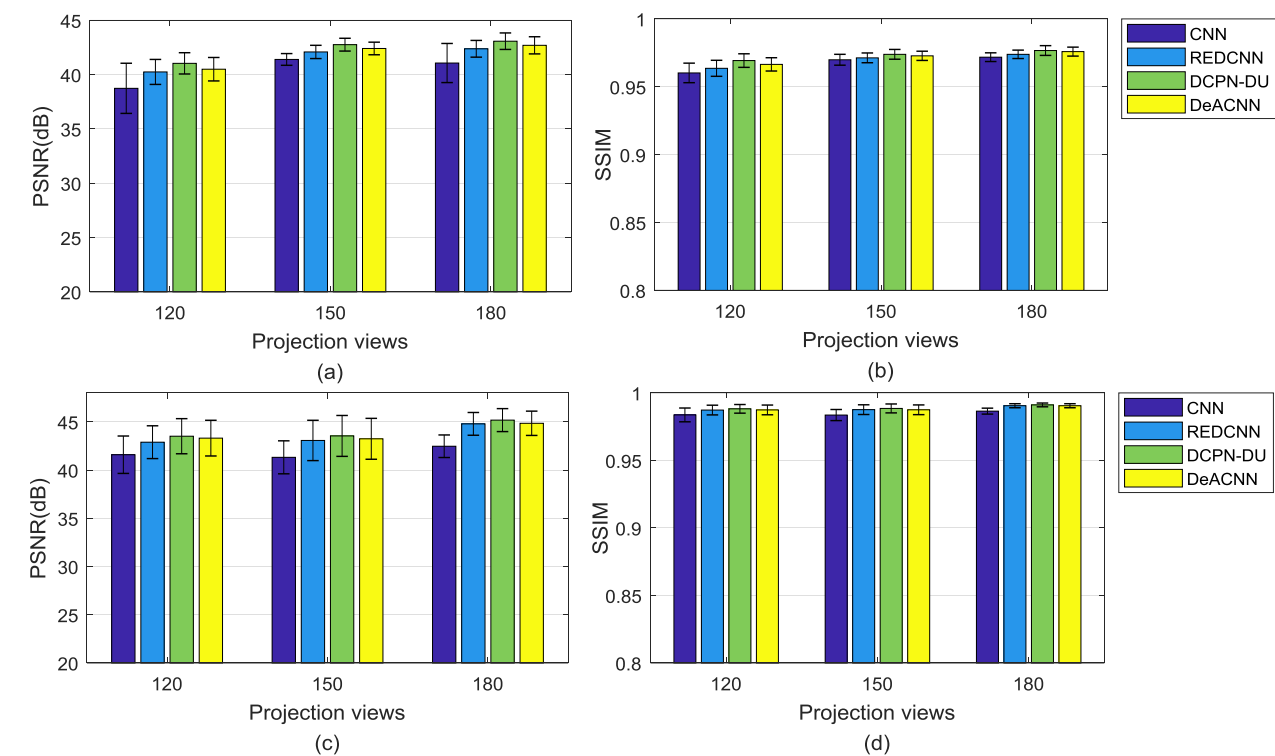 45
40
35
30
25
20
PSNR(dB)
120 150 180
Projection views
(a)
1
0.95
0.9
0.85
0.8
SSIM
120 150 180
Projection views
(b)
CNN
REDCNN
DCPN-DU
DeACNN
45
40
35
30
25
20
PSNR(dB)
120 150 180
Projection views
(c)
1
0.95
0.9
0.85
0.8
SSIM
120 150 180
Projection views
(d)
CNN
REDCNN
DCPN-DU
DeACNN